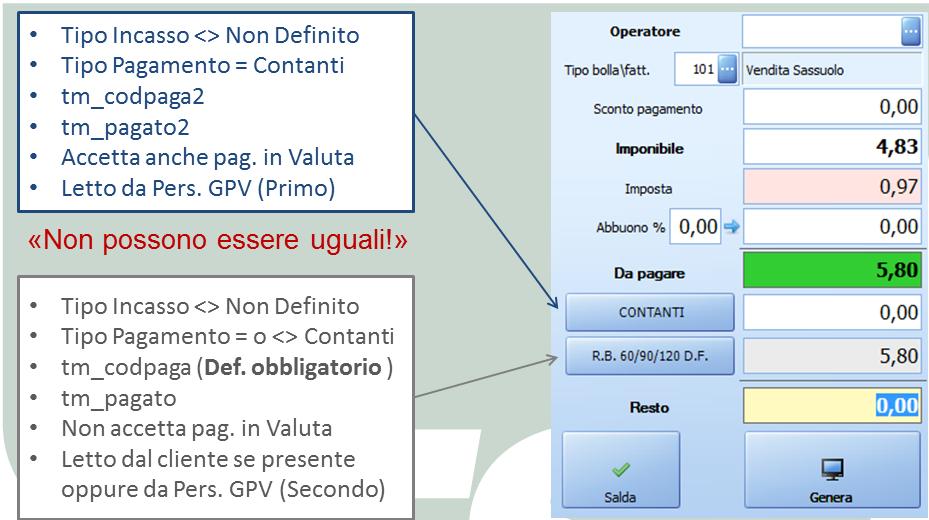 • Tipo Incasso <> Non Definito
• Tipo Pagamento = Contanti
• tm_codpaga2
• tm_pagato2
• Accetta anche pag. in Valuta
• Letto da Pers. GPV (Primo)
«Non possono essere uguali!»
• Tipo Incasso <> Non Definito
• Tipo Pagamento = o <> Contanti
• tm_codpaga (Def. obbligatorio )
• tm_pagato
• Non accetta pag. in Valuta
• Letto dal cliente se presente
oppure da Pers. GPV (Secondo)
Operatore ...
Tipo bolla\fatt. 101 ... Vendita Sassuolo
Sconto pagamento 0,00
Imponibile 4,83
Imposta 0,97
Abbuono % 0,00 0,00
Da pagare 5,80
CONTANTI 0,00
R.B. 60/90/120 D.F. 5,80
Resto 0,00
Salda Genera